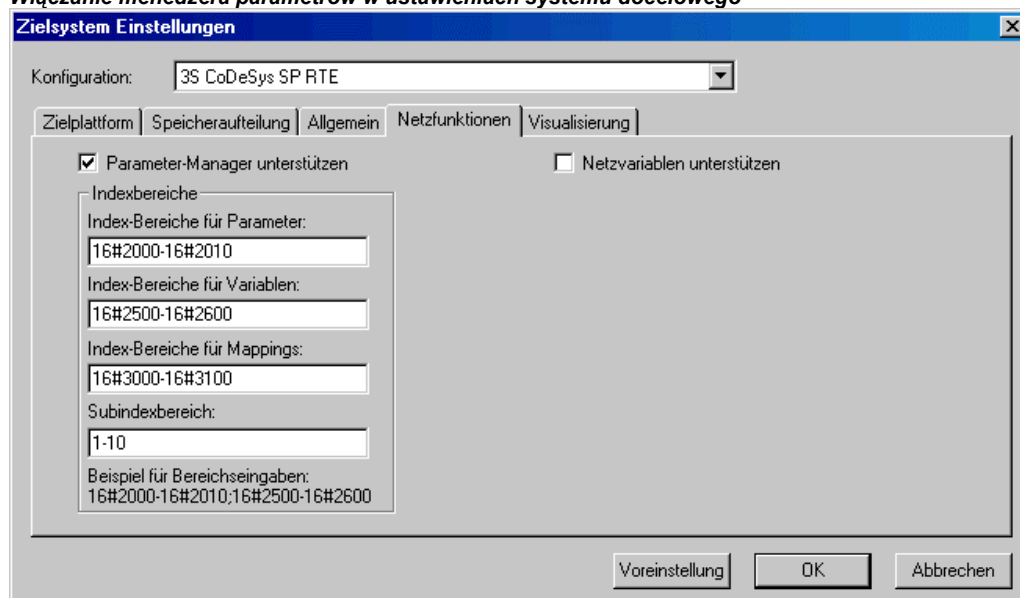 Włączanie menedżera parametrów w ustawieniach systemu docelowego
Zielsystem Einstellungen
Konfiguration: 3S CoDeSys SP RTE
Zielplattform Speicheraufteilung Allgemein Netzfunktionen Visualisierung
Parameter-Manager unterstützen Netzvariablen unterstützen
Indexbereiche
Index-Bereiche für Parameter:
16#2000-16#2010
Index-Bereiche für Variablen:
16#2500-16#2600
Index-Bereiche für Mappings:
16#3000-16#3100
Subindexbereich:
1-10
Beispiel für Bereichseingaben:
16#2000-16#2010;16#2500-16#2600
Voreinstellung OK Abbrechen